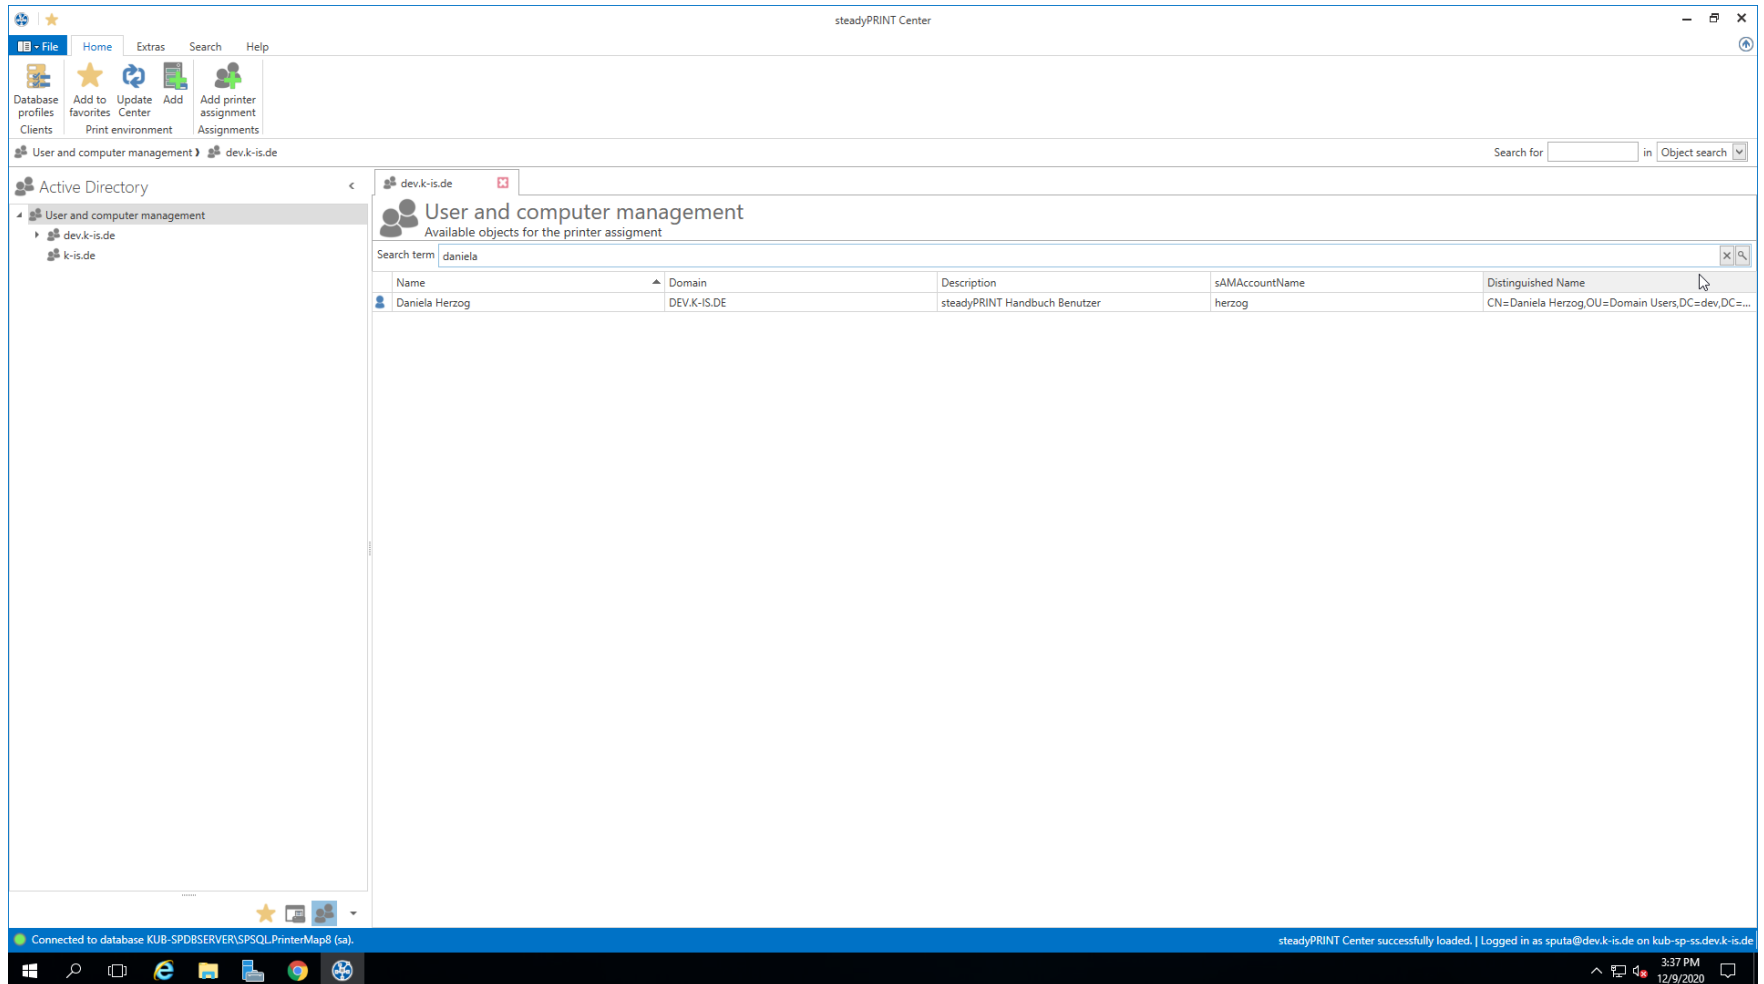 steadyPRINT Center
File Home Extras Search Help
Database profiles
Add to favorites
Update Center
Add
Add printer assignment
Clients Print environment Assignments
User and computer management dev.k-is.de
Search for in Object search
Active Directory
User and computer management
dev.k-is.de
k-is.de
dev.k-is.de
User and computer management
Available objects for the printer assigment
Search term daniela
Name Domain Description sAMAccountName Distinguished Name
Daniela Herzog DEV.K-IS.DE steadyPRINT Handbuch Benutzer herzog CN=Daniela Herzog,OU=Domain Users,DC=dev,DC=...
Connected to database KUB-SPDBSERVER\SPSQL.PrinterMap8 (sa). steadyPRINT Center successfully loaded. | Logged in as sputa@dev.k-is.de on kub-sp-ss.dev.k-is.de
3:37 PM
12/9/2020